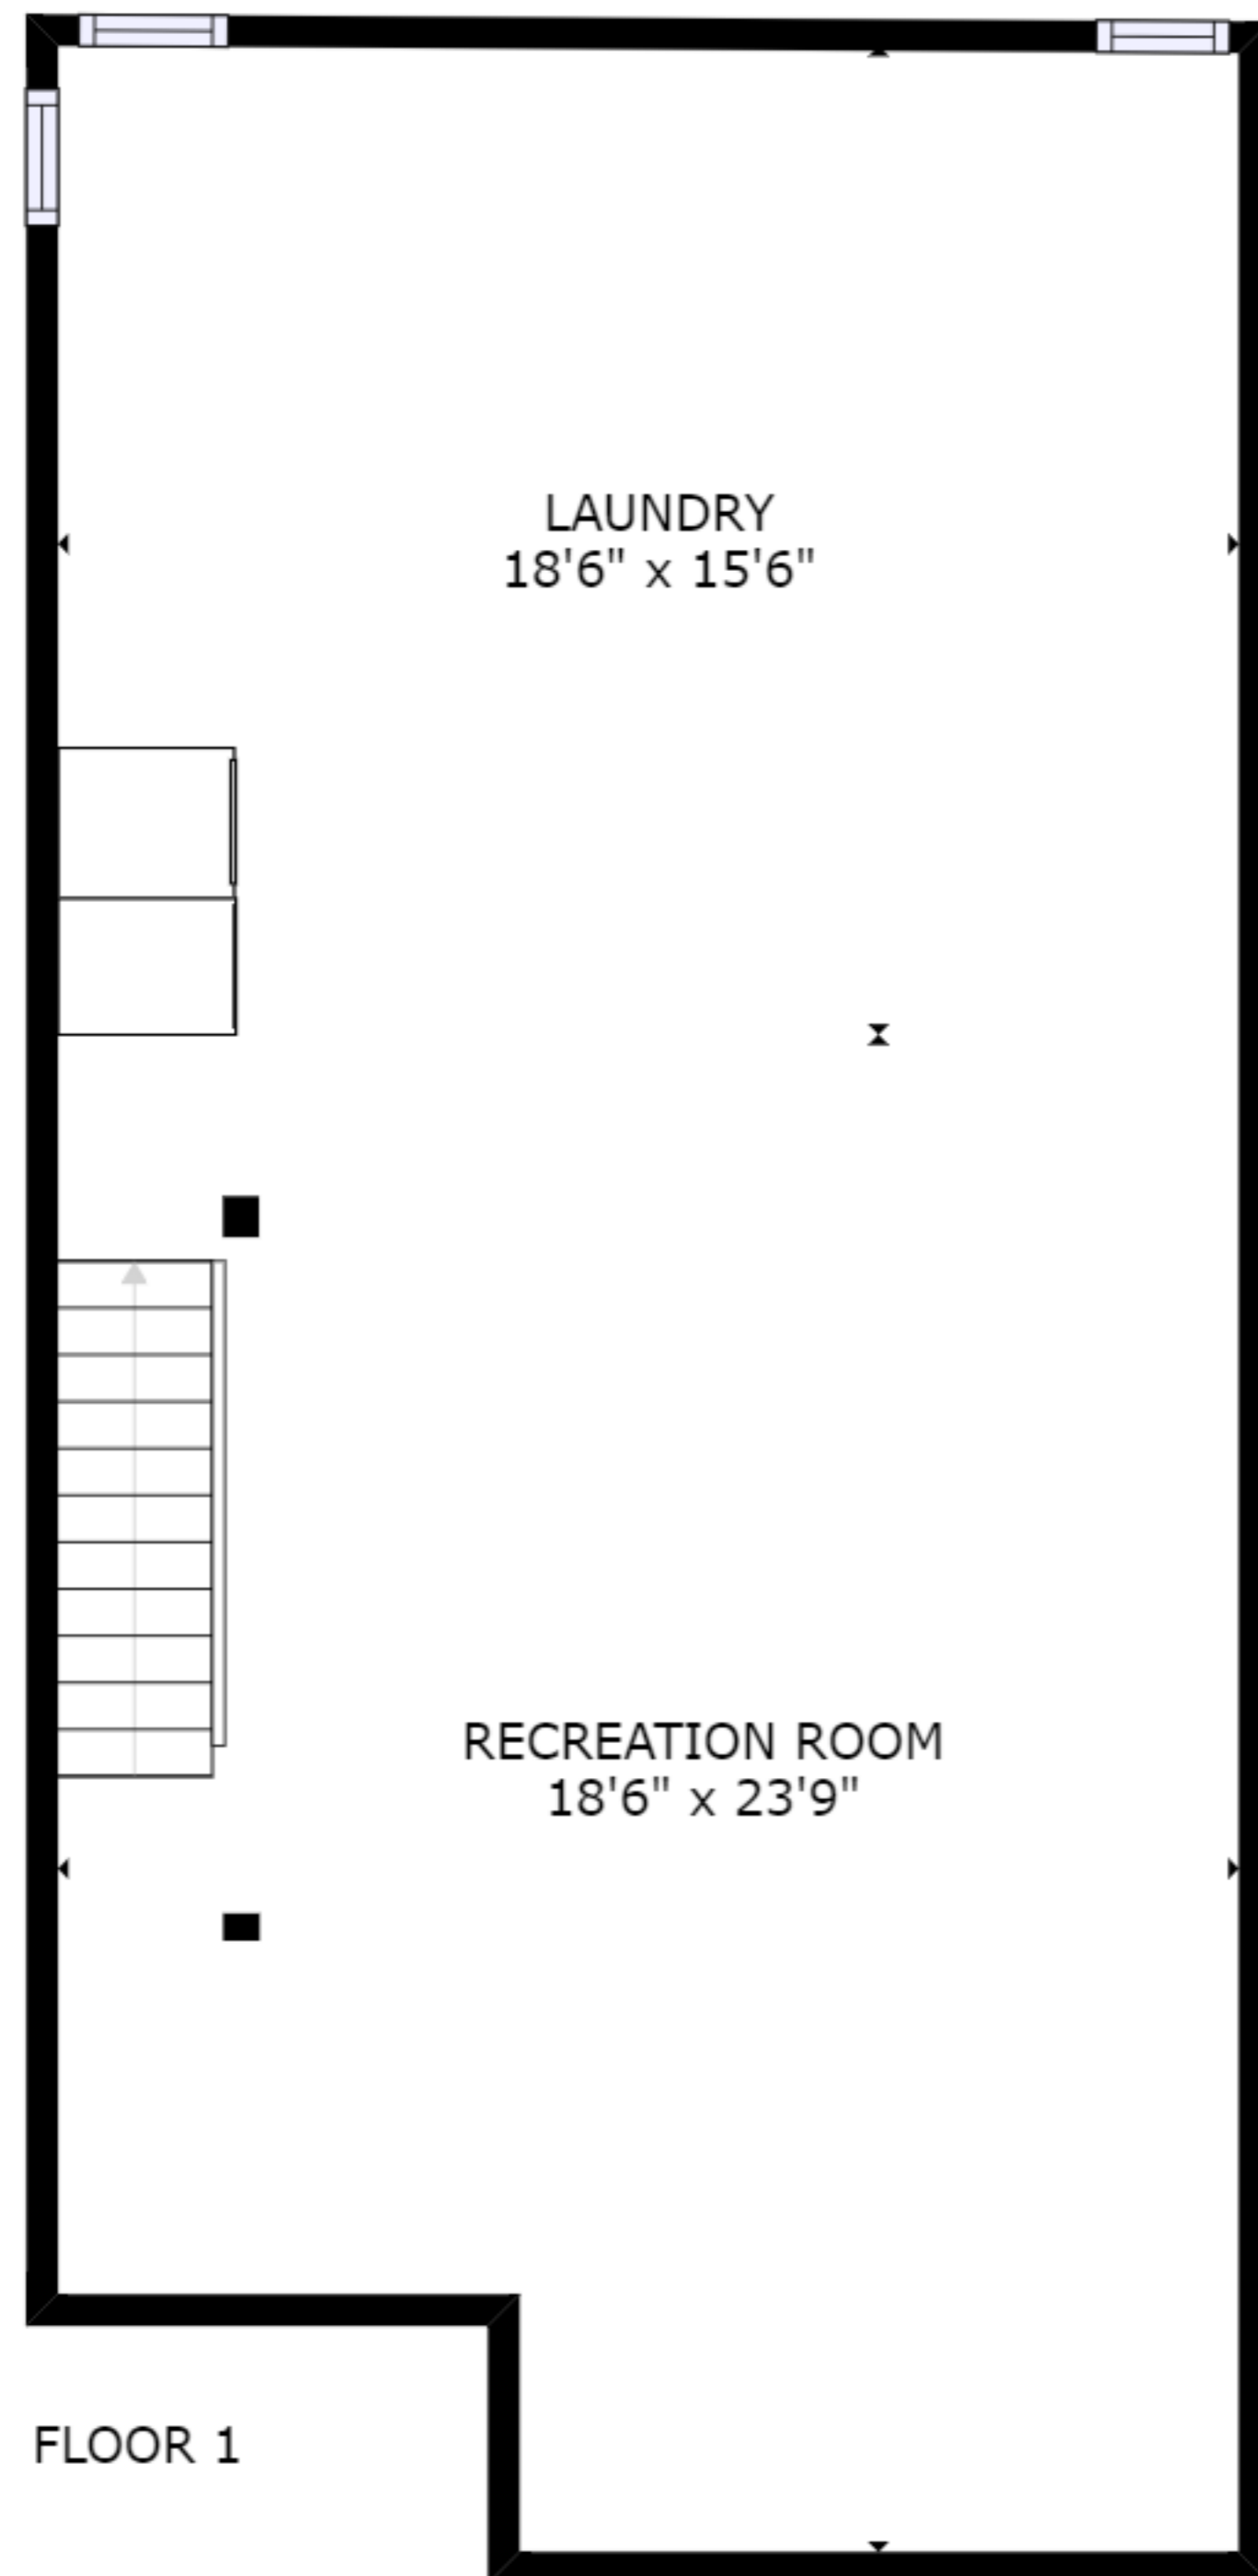 LAUNDRY
18'6" x 15'6"
RECREATION ROOM
18'6" x 23'9"
FLOOR 1